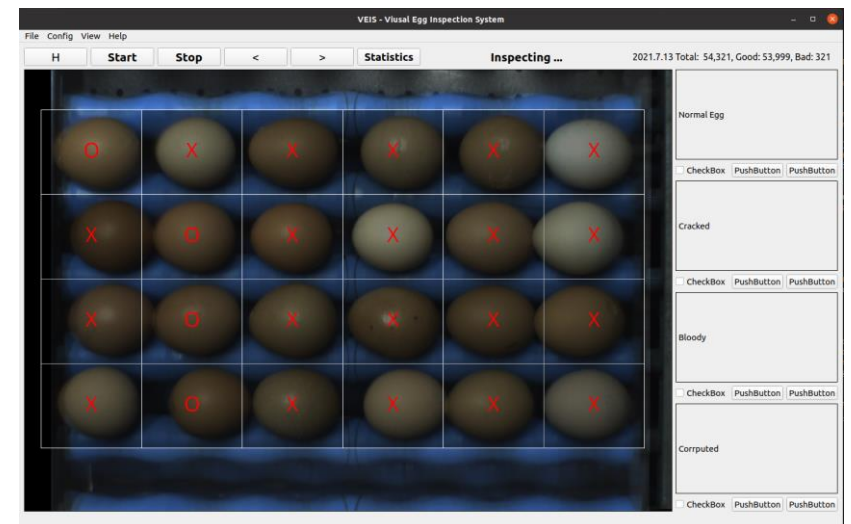 VEIS - Viusal Egg Inspection System
File Config View Help
H Start Stop < > Statistics Inspecting ... 2021.7.13 Total: 54,321, Good: 53,999, Bad: 321
O X X X X X
X O X X X X
X O X X X X
X O X X X X
Normal Egg
CheckBox PushButton PushButton
Cracked
CheckBox PushButton PushButton
Bloody
CheckBox PushButton PushButton
Corrputed
CheckBox PushButton PushButton